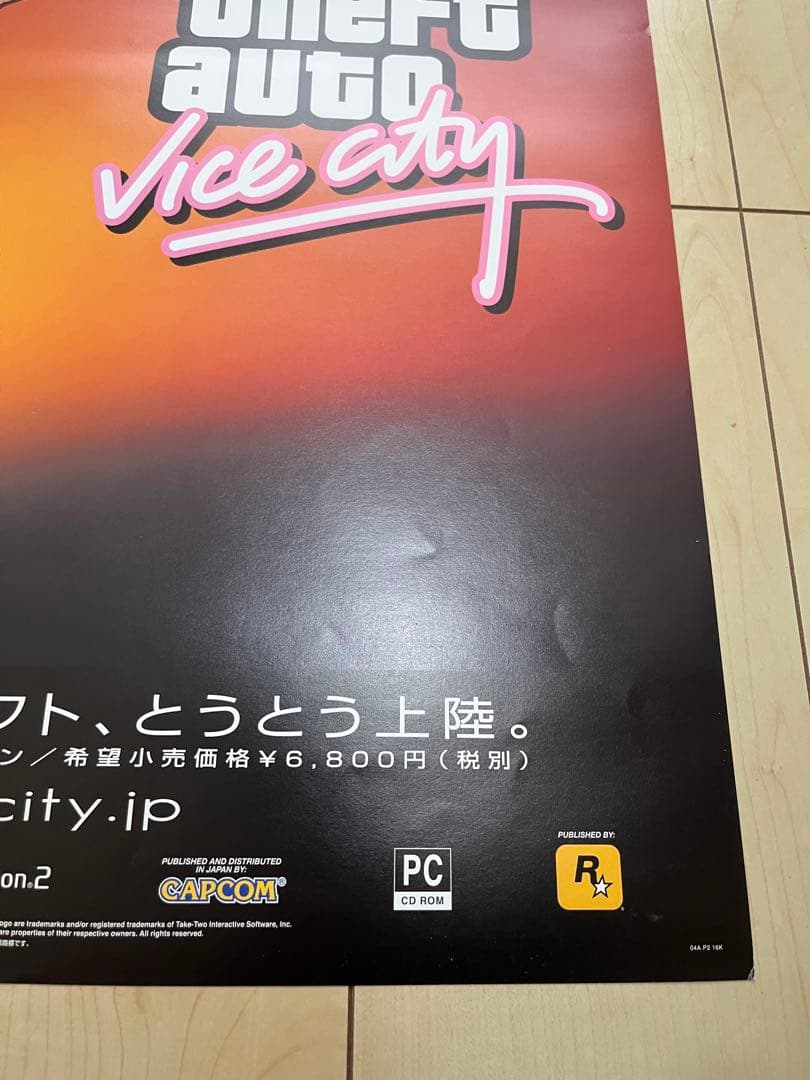 theft
auto
Vice City
フト、とうとう上陸。
ン／希望小売価格¥6,800円（税別）
city.jp
on®2
PUBLISHED AND DISTRIBUTED
IN JAPAN BY:
CAPCOM®
PC
CD ROM
PUBLISHED BY:
R
ogo are trademarks and/or registered trademarks of Take-Two Interactive Software, Inc.
are properties of their respective owners. All rights reserved.
04A.P2 16K